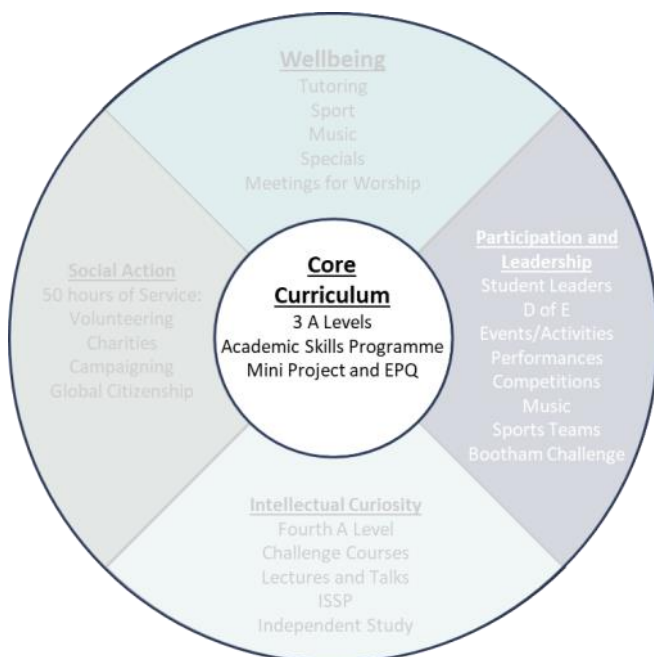 Wellbeing
Tutoring
Sport
Music
Specials
Meetings for Worship
Social Action
50 hours of Service:
Volunteering
Charities
Campaigning
Global Citizenship
Core
Curriculum
3 A Levels
Academic Skills Programme
Mini Project and EPQ
Participation and
Leadership
Student Leaders
D of E
Events/Activities
Performances
Competitions
Music
Sports Teams
Bootham Challenge
Intellectual Curiosity
Fourth A Level
Challenge Courses
Lectures and Talks
ISSP
Independent Study